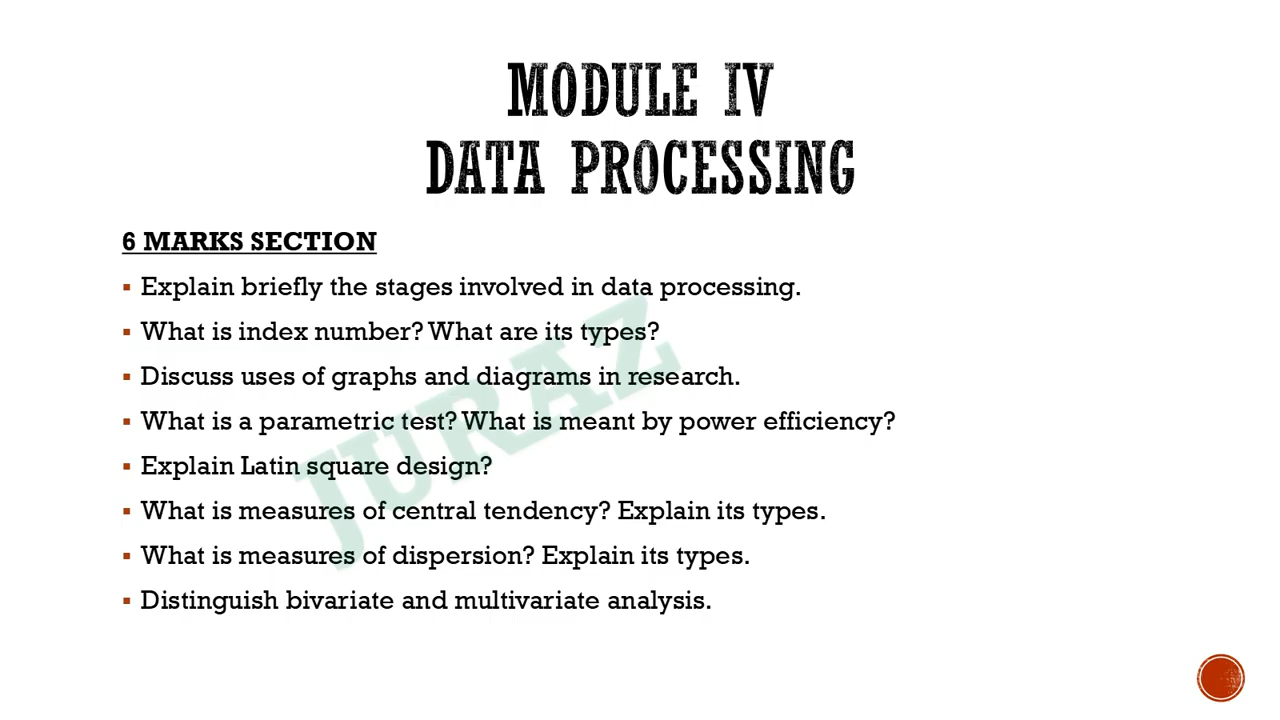 MODULE IV
DATA PROCESSING
6 MARKS SECTION
▪ Explain briefly the stages involved in data processing.
▪ What is index number? What are its types?
▪ Discuss uses of graphs and diagrams in research.
▪ What is a parametric test? What is meant by power efficiency?
▪ Explain Latin square design?
▪ What is measures of central tendency? Explain its types.
▪ What is measures of dispersion? Explain its types.
▪ Distinguish bivariate and multivariate analysis.
JURAZ